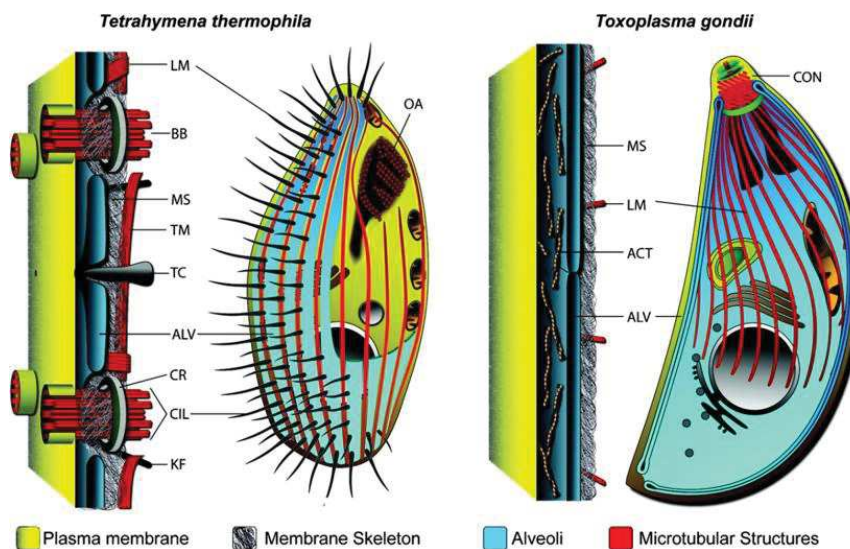 Tetrahymena thermophila
Toxoplasma gondii
LM
BB
MS
TM
TC
ALV
CR
CIL
KF
OA
MS
LM
ACT
ALV
CON
Plasma membrane
Membrane Skeleton
Alveoli
Microtubular Structures